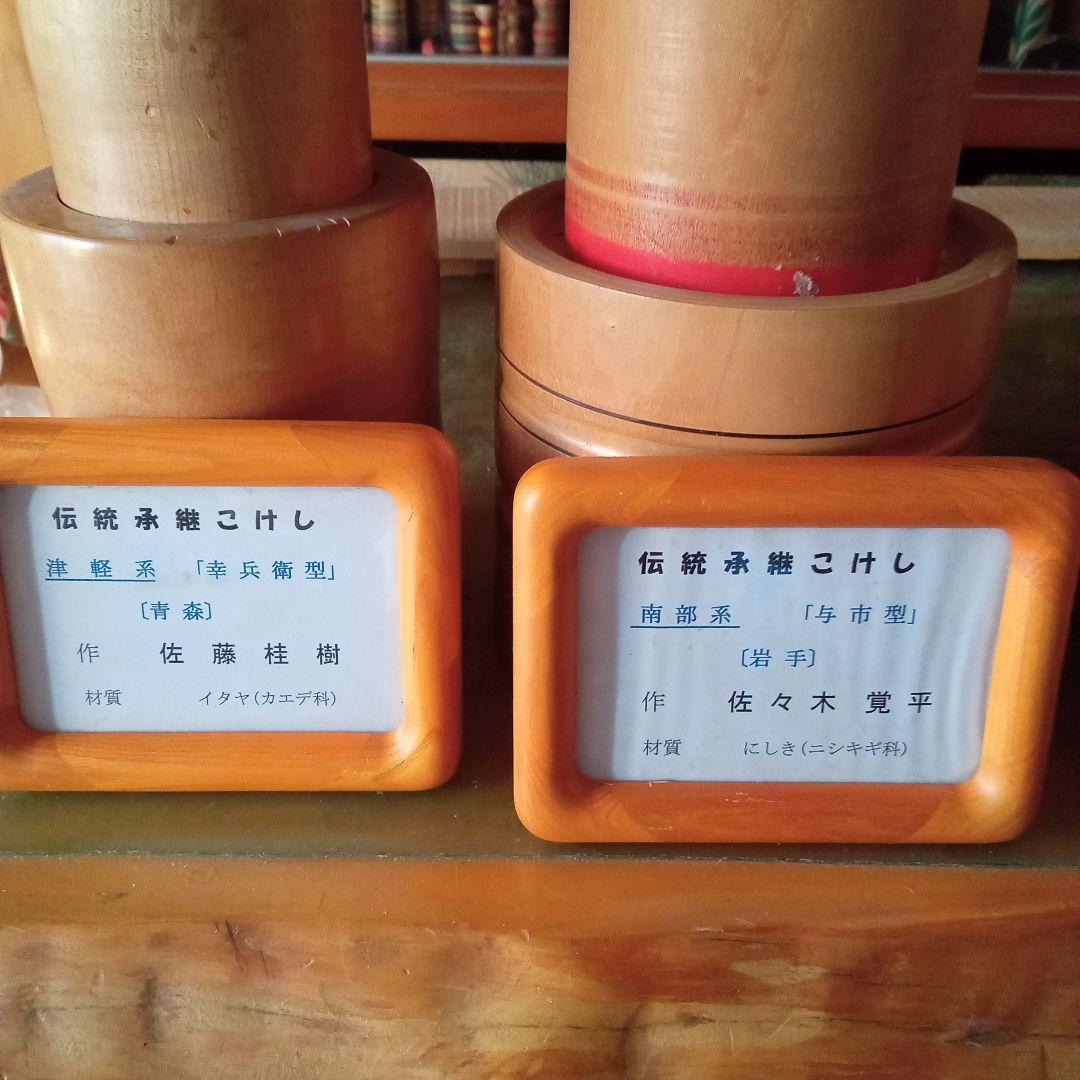 伝統承継こけし
津軽系 「幸兵衛型」
〔青森〕
作 佐藤桂樹
材質 イタヤ(カエデ科)
伝統承継こけし
南部系 「与市型」
〔岩手〕
作 佐々木 覚平
材質 にしき(ニシキギ科)